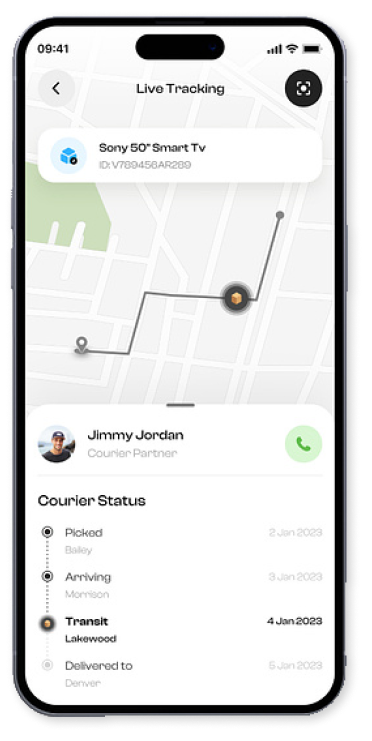 09:41
Live Tracking
Sony 50" Smart Tv
ID: V789456AR289
Jimmy Jordan
Courier Partner
Courier Status
Picked 2 Jan 2023
Bailey
Arriving 3 Jan 2023
Morrison
Transit 4 Jan 2023
Lakewood
Delivered to 5 Jan 2023
Denver